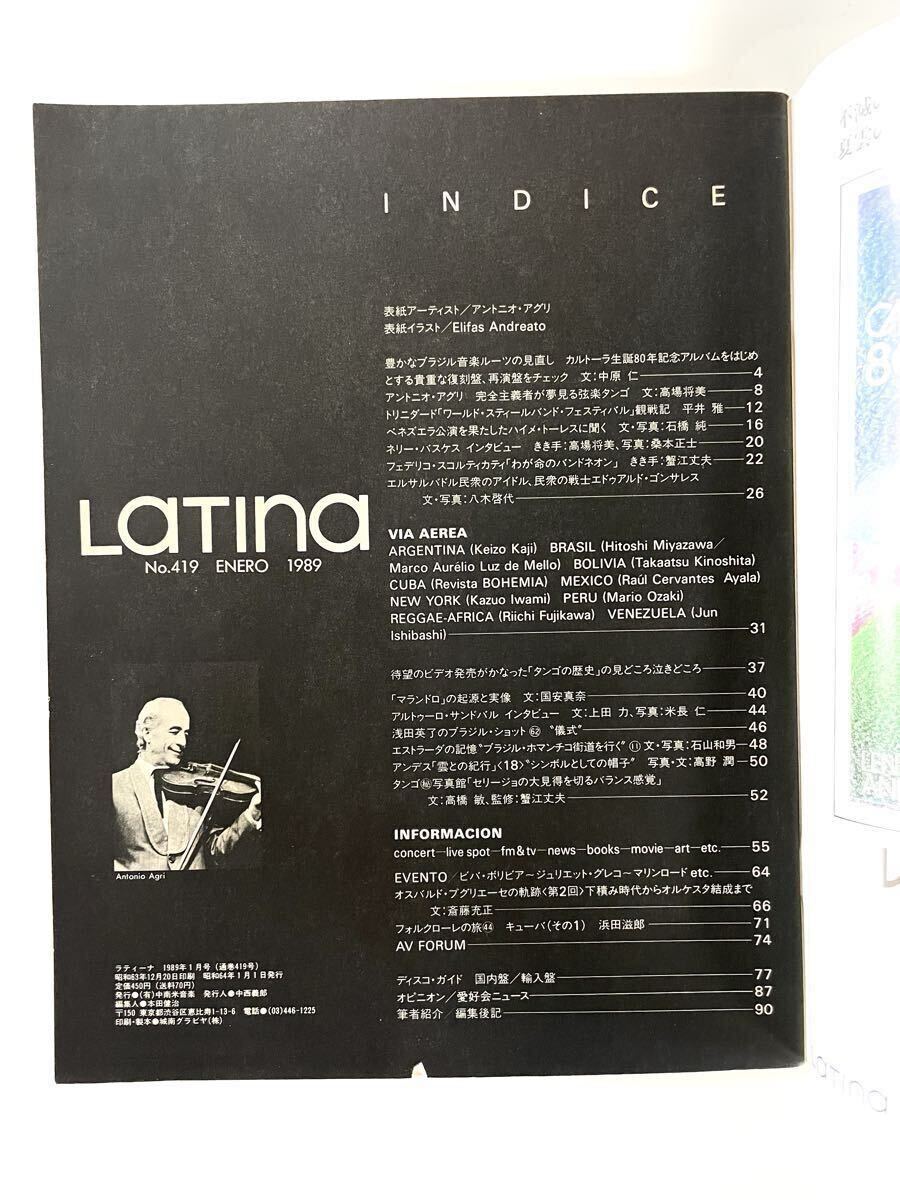 INDICE
表紙アーティスト/アントニオ・アグリ
表紙イラスト/Elifas Andreato
豊かなブラジル音楽ルーツの見直し　カルトーラ生誕80年記念アルバムをはじめ
とする貴重な復刻盤、再演盤をチェック　文:中原 仁 4
アントニオ・アグリ　完全主義者が夢見る弦楽タンゴ　文:高場将美 8
トリニダード「ワールド・スティールバンド・フェスティバル」観戦記　平井 雅 12
ベネズエラ公演を果たしたハイメ・トーレスに聞く　文・写真:石橋 純 16
ネリー・バスケス インタビュー　きき手:高場将美、写真:桑本正士 20
フェデリコ・スコルティカティ「わが命のバンドネオン」　きき手:蟹江丈夫 22
エルサルバドル民衆のアイドル、民衆の戦士エドゥアルド・ゴンサレス
文・写真:八木啓代 26
VIA AEREA
ARGENTINA (Keizo Kaji)　BRASIL (Hitoshi Miyazawa/
Marco Aurélio Luz de Mello)　BOLIVIA (Takaatsu Kinoshita)
CUBA (Revista BOHEMIA)　MEXICO (Raúl Cervantes Ayala)
NEW YORK (Kazuo Iwami)　PERU (Mario Ozaki)
REGGAE-AFRICA (Riichi Fujikawa)　VENEZUELA (Jun
Ishibashi) 31
待望のビデオ発売がかなった「タンゴの歴史」の見どころ泣きどころ 37
「マランドロ」の起源と実像　文:国安真奈 40
アルトゥーロ・サンドバル インタビュー　文:上田 力、写真:米長 仁 44
浅田英了のブラジル・ショット㊷ “儀式” 46
エストラーダの記憶“ブラジル・ホマンチコ街道を行く” ⑪ 文・写真:石山和男 48
アンデス「雲との紀行」〈18〉“シンボルとしての帽子”　写真・文:高野 潤 50
タンゴ㊙写真館「セリージョの大見得を切るバランス感覚」
文:高橋 敏、監修:蟹江丈夫 52
INFORMACION
concert—live spot—fm&tv—news—books—movie—art—etc. 55
EVENTO/ビバ・ボリビア〜ジュリエット・グレコ〜マリンロード etc. 64
オスバルド・プグリエーセの軌跡〈第2回〉下積み時代からオルケスタ結成まで
文:斎藤充正 66
フォルクローレの旅㊹　キューバ(その1)　浜田滋郎 71
AV FORUM 74
ディスコ・ガイド　国内盤/輸入盤 77
オピニオン/愛好会ニュース 87
筆者紹介/編集後記 90
LaTIna
No.419　ENERO　1989
Antonio Agri
ラティーナ　1989年1月号(通巻419号)
昭和63年12月20日印刷　昭和64年1月1日発行
定価450円(送料70円)
発行●(有)中南米音楽　発行人●中西義郎
編集人●本田健治
〒150 東京都渋谷区恵比寿1-13-6　電話●(03)446-1225
印刷・製本●城南グラビヤ(株)
LaTIna